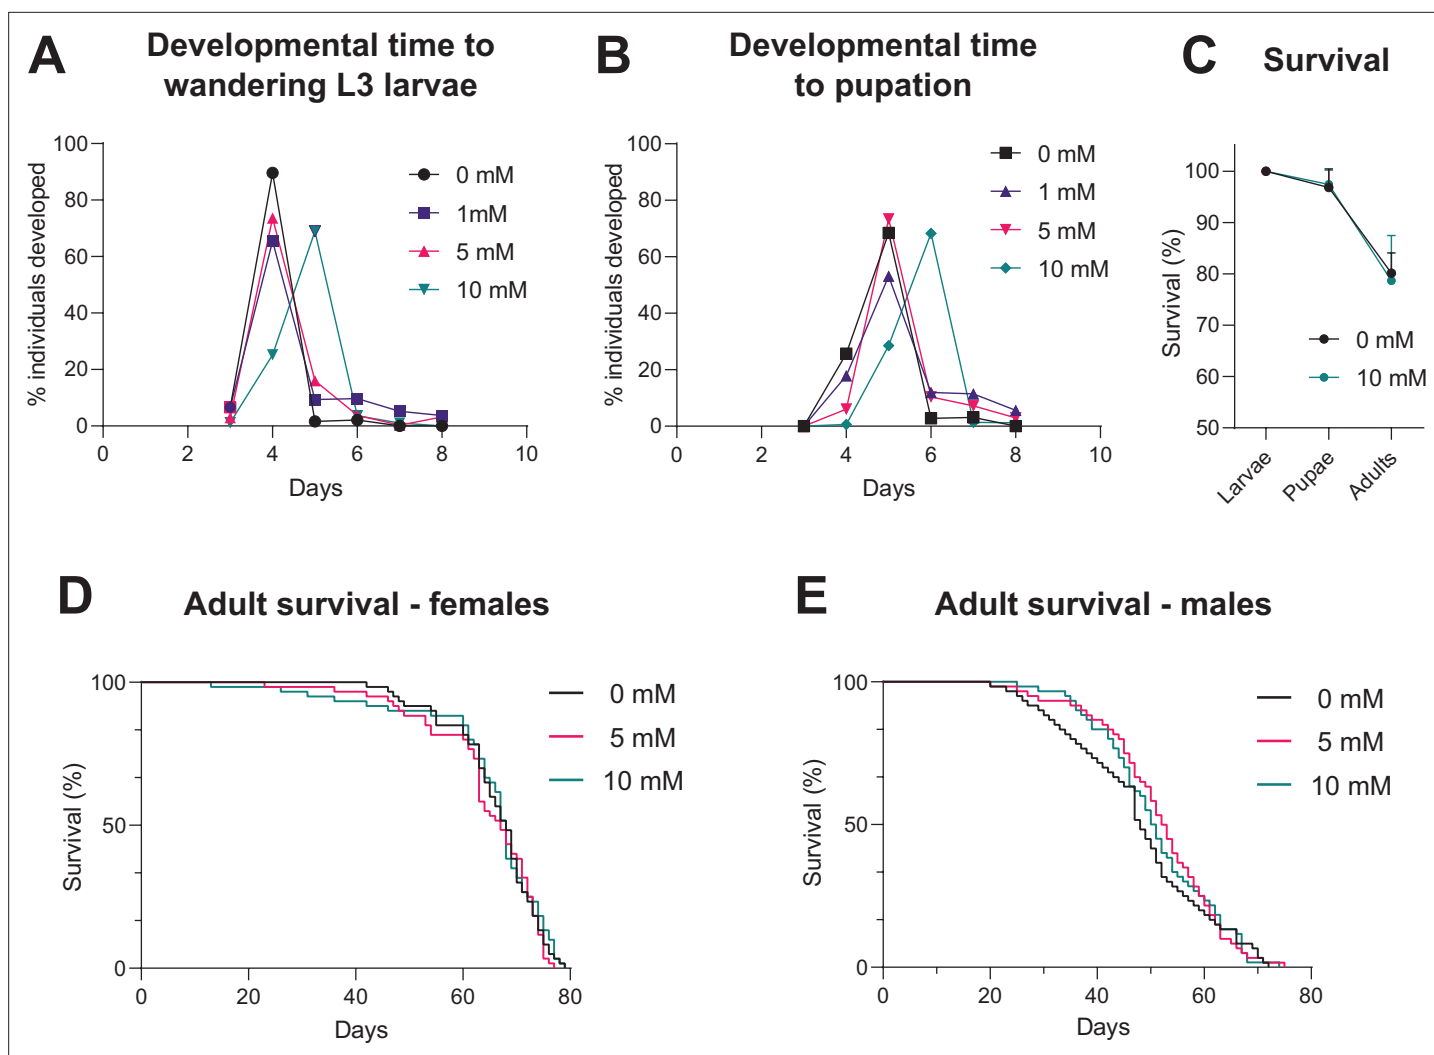 A
Developmental time to
wandering L3 larvae
% individuals developed
100
80
60
40
20
0
0
2
4
6
8
10
Days
0 mM
1mM
5 mM
10 mM
B
Developmental time
to pupation
% individuals developed
100
80
60
40
20
0
0
2
4
6
8
10
Days
0 mM
1 mM
5 mM
10 mM
C
Survival
Survival (%)
100
90
80
70
60
50
Larvae
Pupae
Adults
0 mM
10 mM
D
Adult survival - females
Survival (%)
100
50
0
0
20
40
60
80
Days
0 mM
5 mM
10 mM
E
Adult survival - males
Survival (%)
100
50
0
0
20
40
60
80
Days
0 mM
5 mM
10 mM